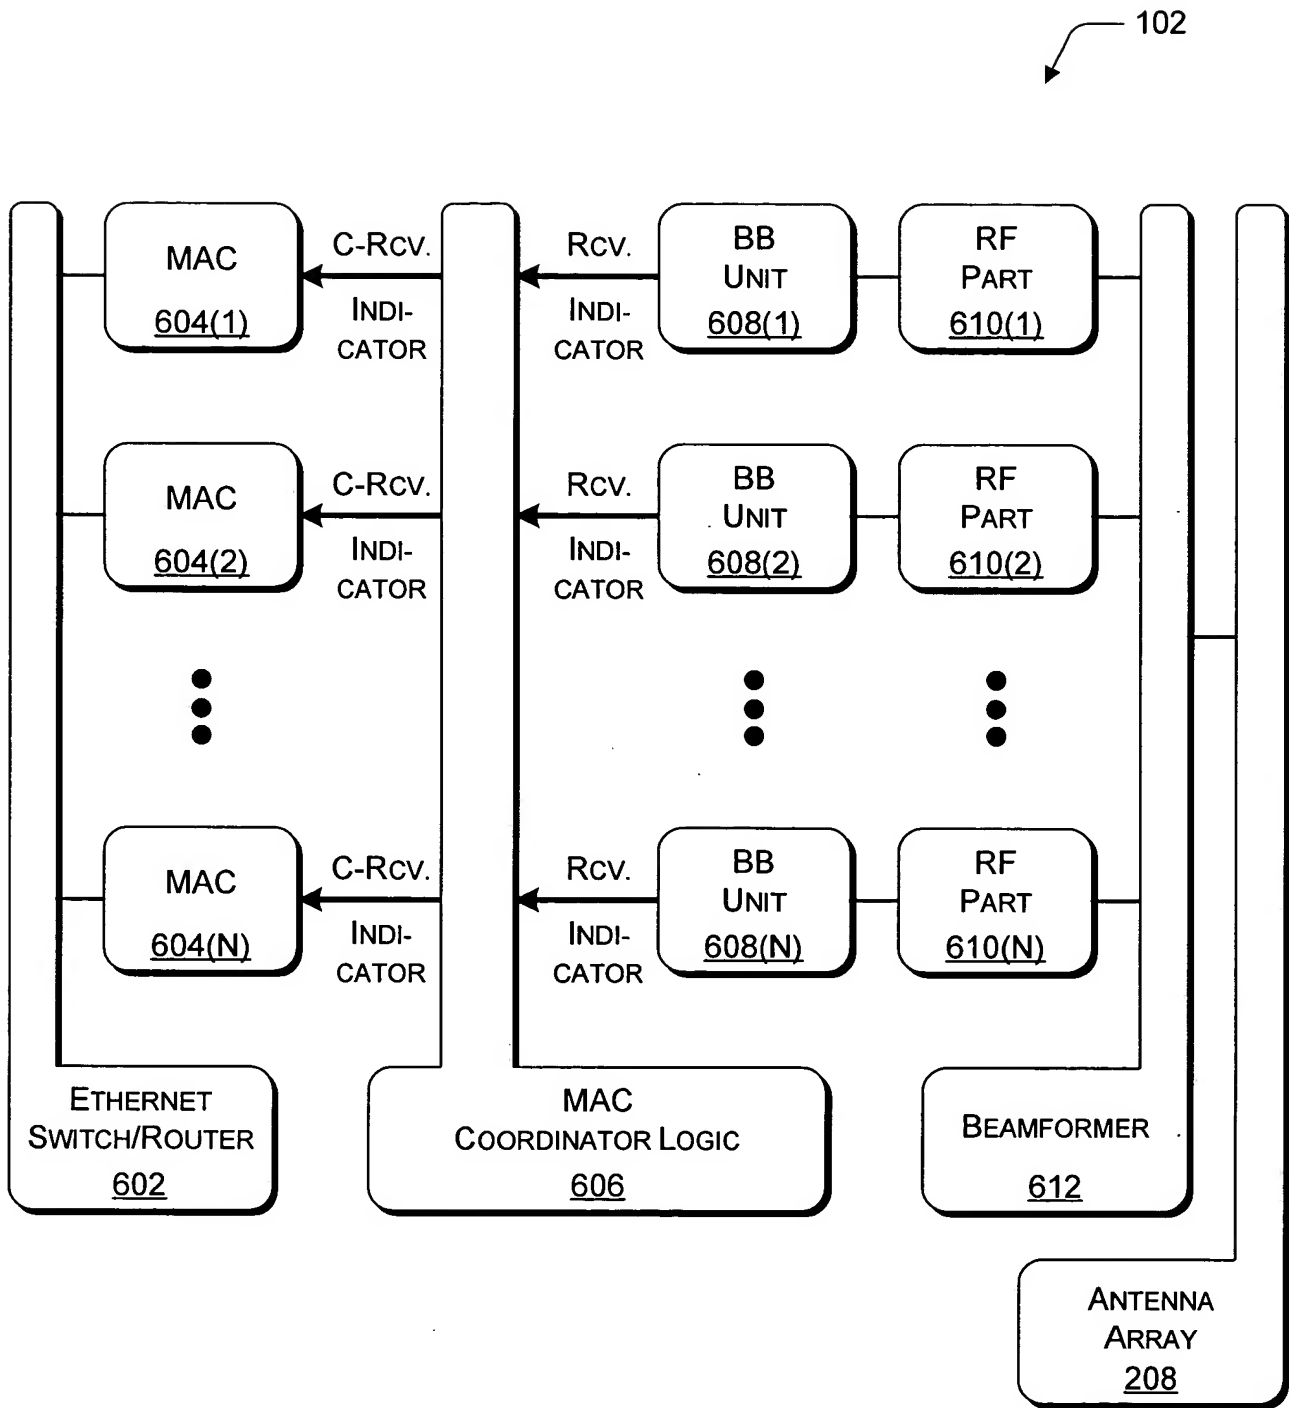 102
MAC
604(1)
C-RCV.
INDI-
CATOR
RCV.
INDI-
CATOR
BB
UNIT
608(1)
RF
PART
610(1)
MAC
604(2)
C-RCV.
INDI-
CATOR
RCV.
INDI-
CATOR
BB
UNIT
608(2)
RF
PART
610(2)
MAC
604(N)
C-RCV.
INDI-
CATOR
RCV.
INDI-
CATOR
BB
UNIT
608(N)
RF
PART
610(N)
ETHERNET
SWITCH/ROUTER
602
MAC
COORDINATOR LOGIC
606
BEAMFORMER
612
ANTENNA
ARRAY
208